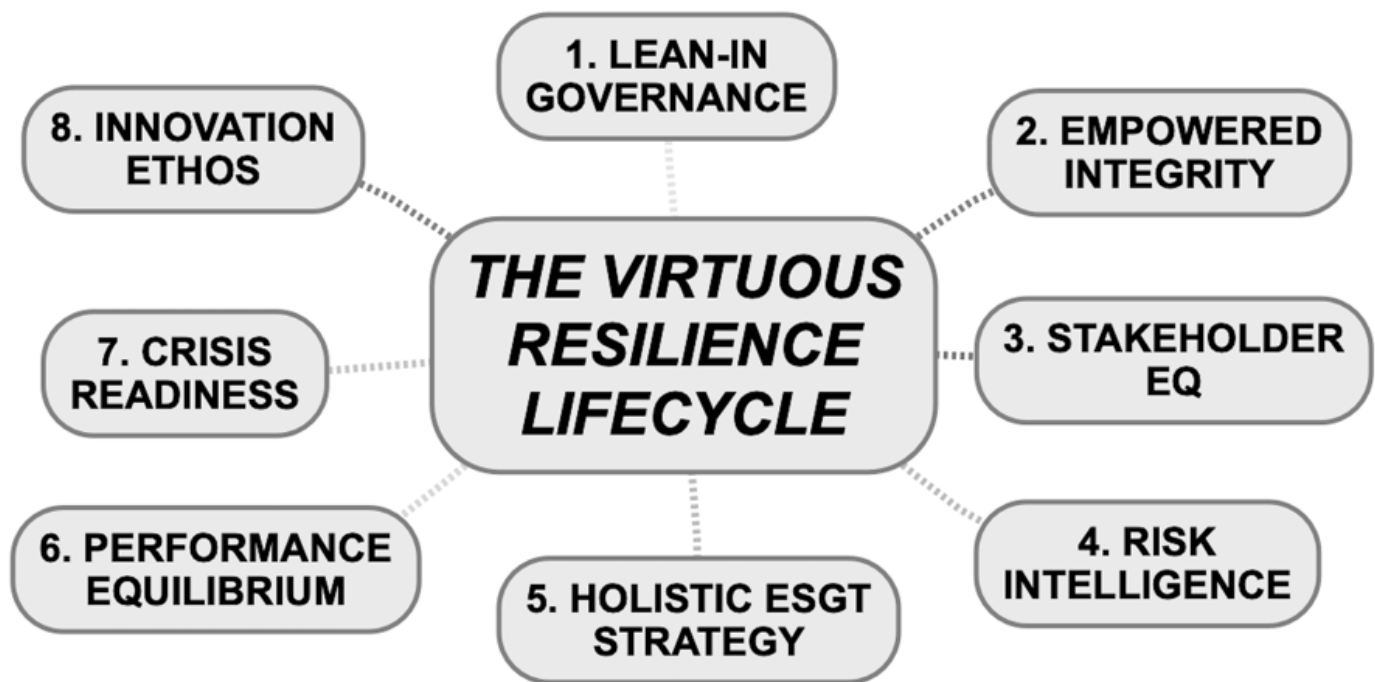 1. LEAN-IN
GOVERNANCE
2. EMPOWERED
INTEGRITY
3. STAKEHOLDER
EQ
4. RISK
INTELLIGENCE
5. HOLISTIC ESGT
STRATEGY
6. PERFORMANCE
EQUILIBRIUM
7. CRISIS
READINESS
8. INNOVATION
ETHOS
THE VIRTUOUS
RESILIENCE
LIFECYCLE